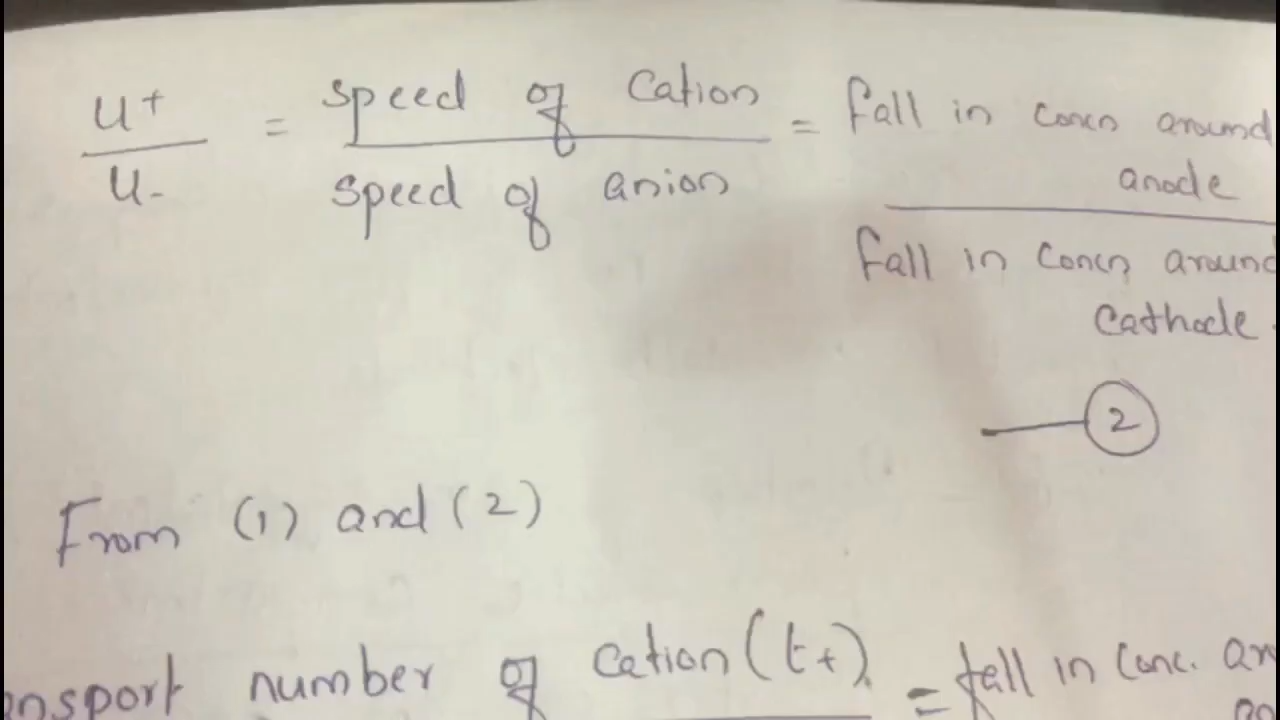 u+ = speed of Cation = fall in concn around
anode
u- speed of anion fall in concn around
Cathode.
2
From (1) and (2)
nsport number of cation (t+) = fall in conc.